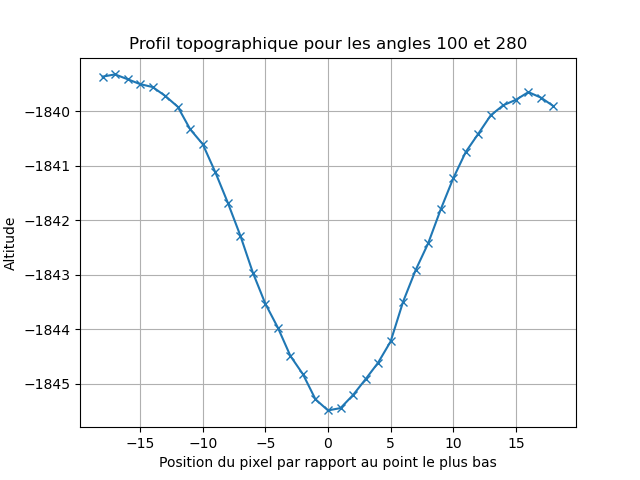 Profil topographique pour les angles 100 et 280
Altitude
−1840
−1841
−1842
−1843
−1844
−1845
−15 −10 −5 0 5 10 15
Position du pixel par rapport au point le plus bas